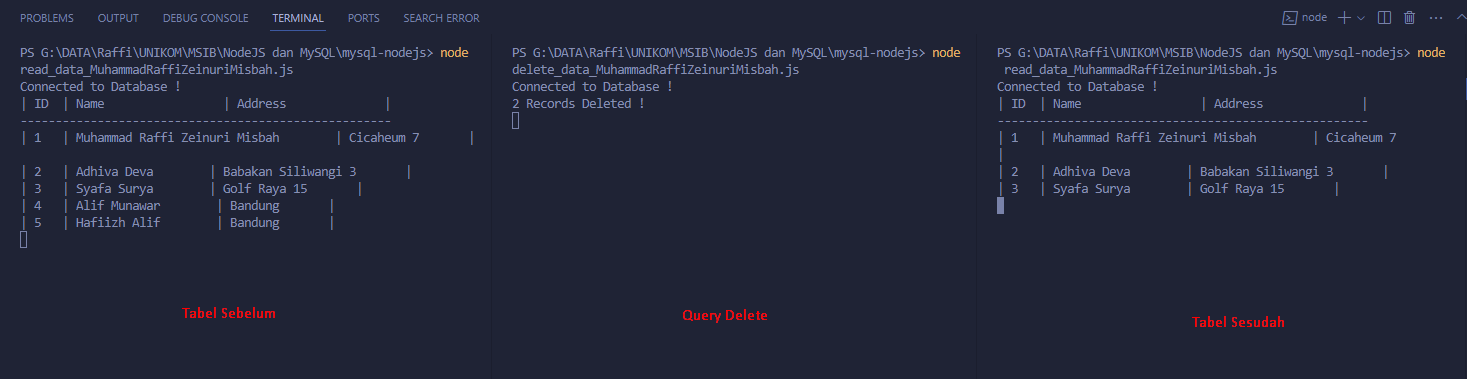 PROBLEMS OUTPUT DEBUG CONSOLE TERMINAL PORTS SEARCH ERROR
node
PS G:\DATA\Raffi\UNIKOM\MSIB\NodeJS dan MySQL\mysql-nodejs> node
read_data_MuhammadRaffiZeinuriMisbah.js
Connected to Database !
| ID | Name | Address |
-----------------------------------------------------
| 1 | Muhammad Raffi Zeinuri Misbah | Cicaheum 7 |
| 2 | Adhiva Deva | Babakan Siliwangi 3 |
| 3 | Syafa Surya | Golf Raya 15 |
| 4 | Alif Munawar | Bandung |
| 5 | Hafiizh Alif | Bandung |
Tabel Sebelum
PS G:\DATA\Raffi\UNIKOM\MSIB\NodeJS dan MySQL\mysql-nodejs> node
delete_data_MuhammadRaffiZeinuriMisbah.js
Connected to Database !
2 Records Deleted !
Query Delete
PS G:\DATA\Raffi\UNIKOM\MSIB\NodeJS dan MySQL\mysql-nodejs> node
read_data_MuhammadRaffiZeinuriMisbah.js
Connected to Database !
| ID | Name | Address |
-----------------------------------------------------
| 1 | Muhammad Raffi Zeinuri Misbah | Cicaheum 7
|
| 2 | Adhiva Deva | Babakan Siliwangi 3 |
| 3 | Syafa Surya | Golf Raya 15 |
Tabel Sesudah